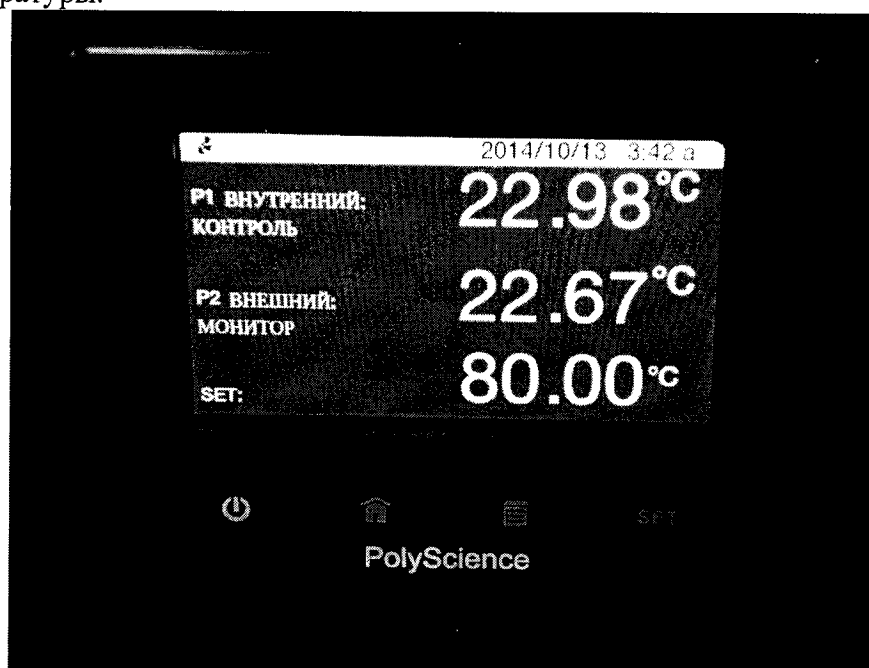 2014/10/13 3:42 a
P1 ВНУТРЕННИЙ: 22.98°C
КОНТРОЛЬ
P2 ВНЕШНИЙ: 22.67°C
МОНИТОР
SET: 80.00°C
SET
PolyScience